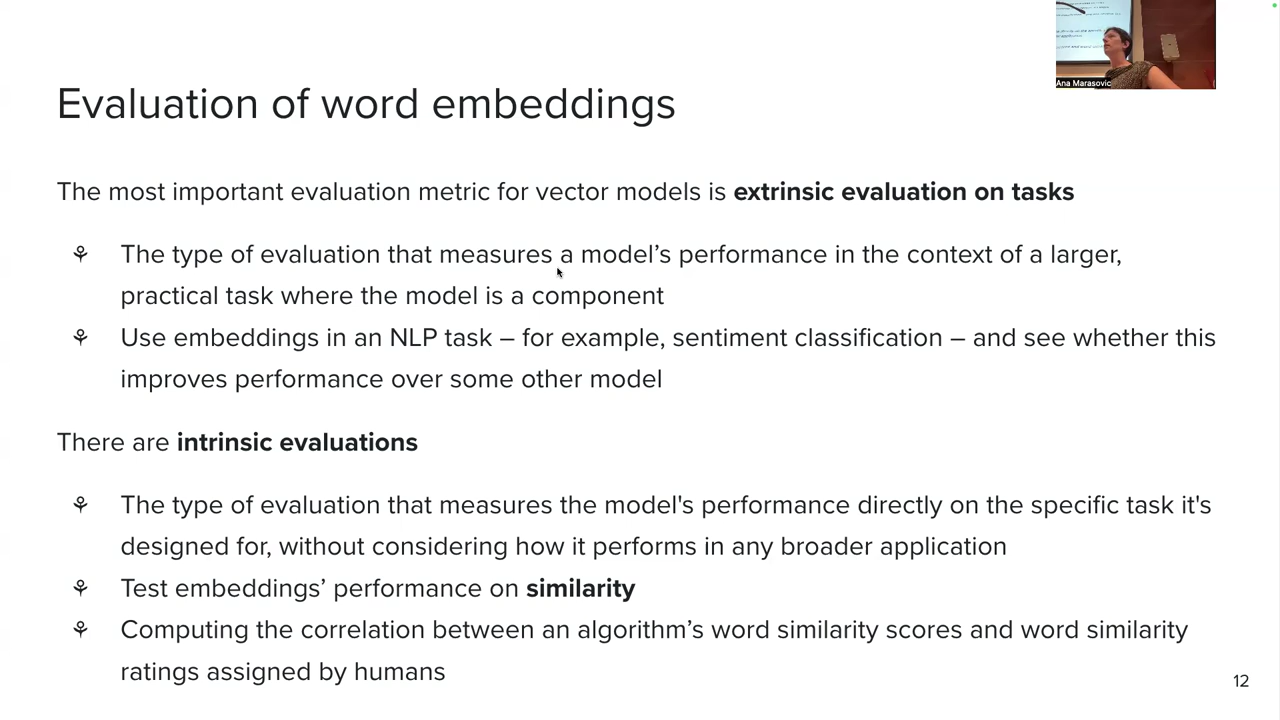 Ana Marasovic
Evaluation of word embeddings
The most important evaluation metric for vector models is extrinsic evaluation on tasks
The type of evaluation that measures a model’s performance in the context of a larger,
practical task where the model is a component
Use embeddings in an NLP task – for example, sentiment classification – and see whether this
improves performance over some other model
There are intrinsic evaluations
The type of evaluation that measures the model's performance directly on the specific task it's
designed for, without considering how it performs in any broader application
Test embeddings’ performance on similarity
Computing the correlation between an algorithm’s word similarity scores and word similarity
ratings assigned by humans
12